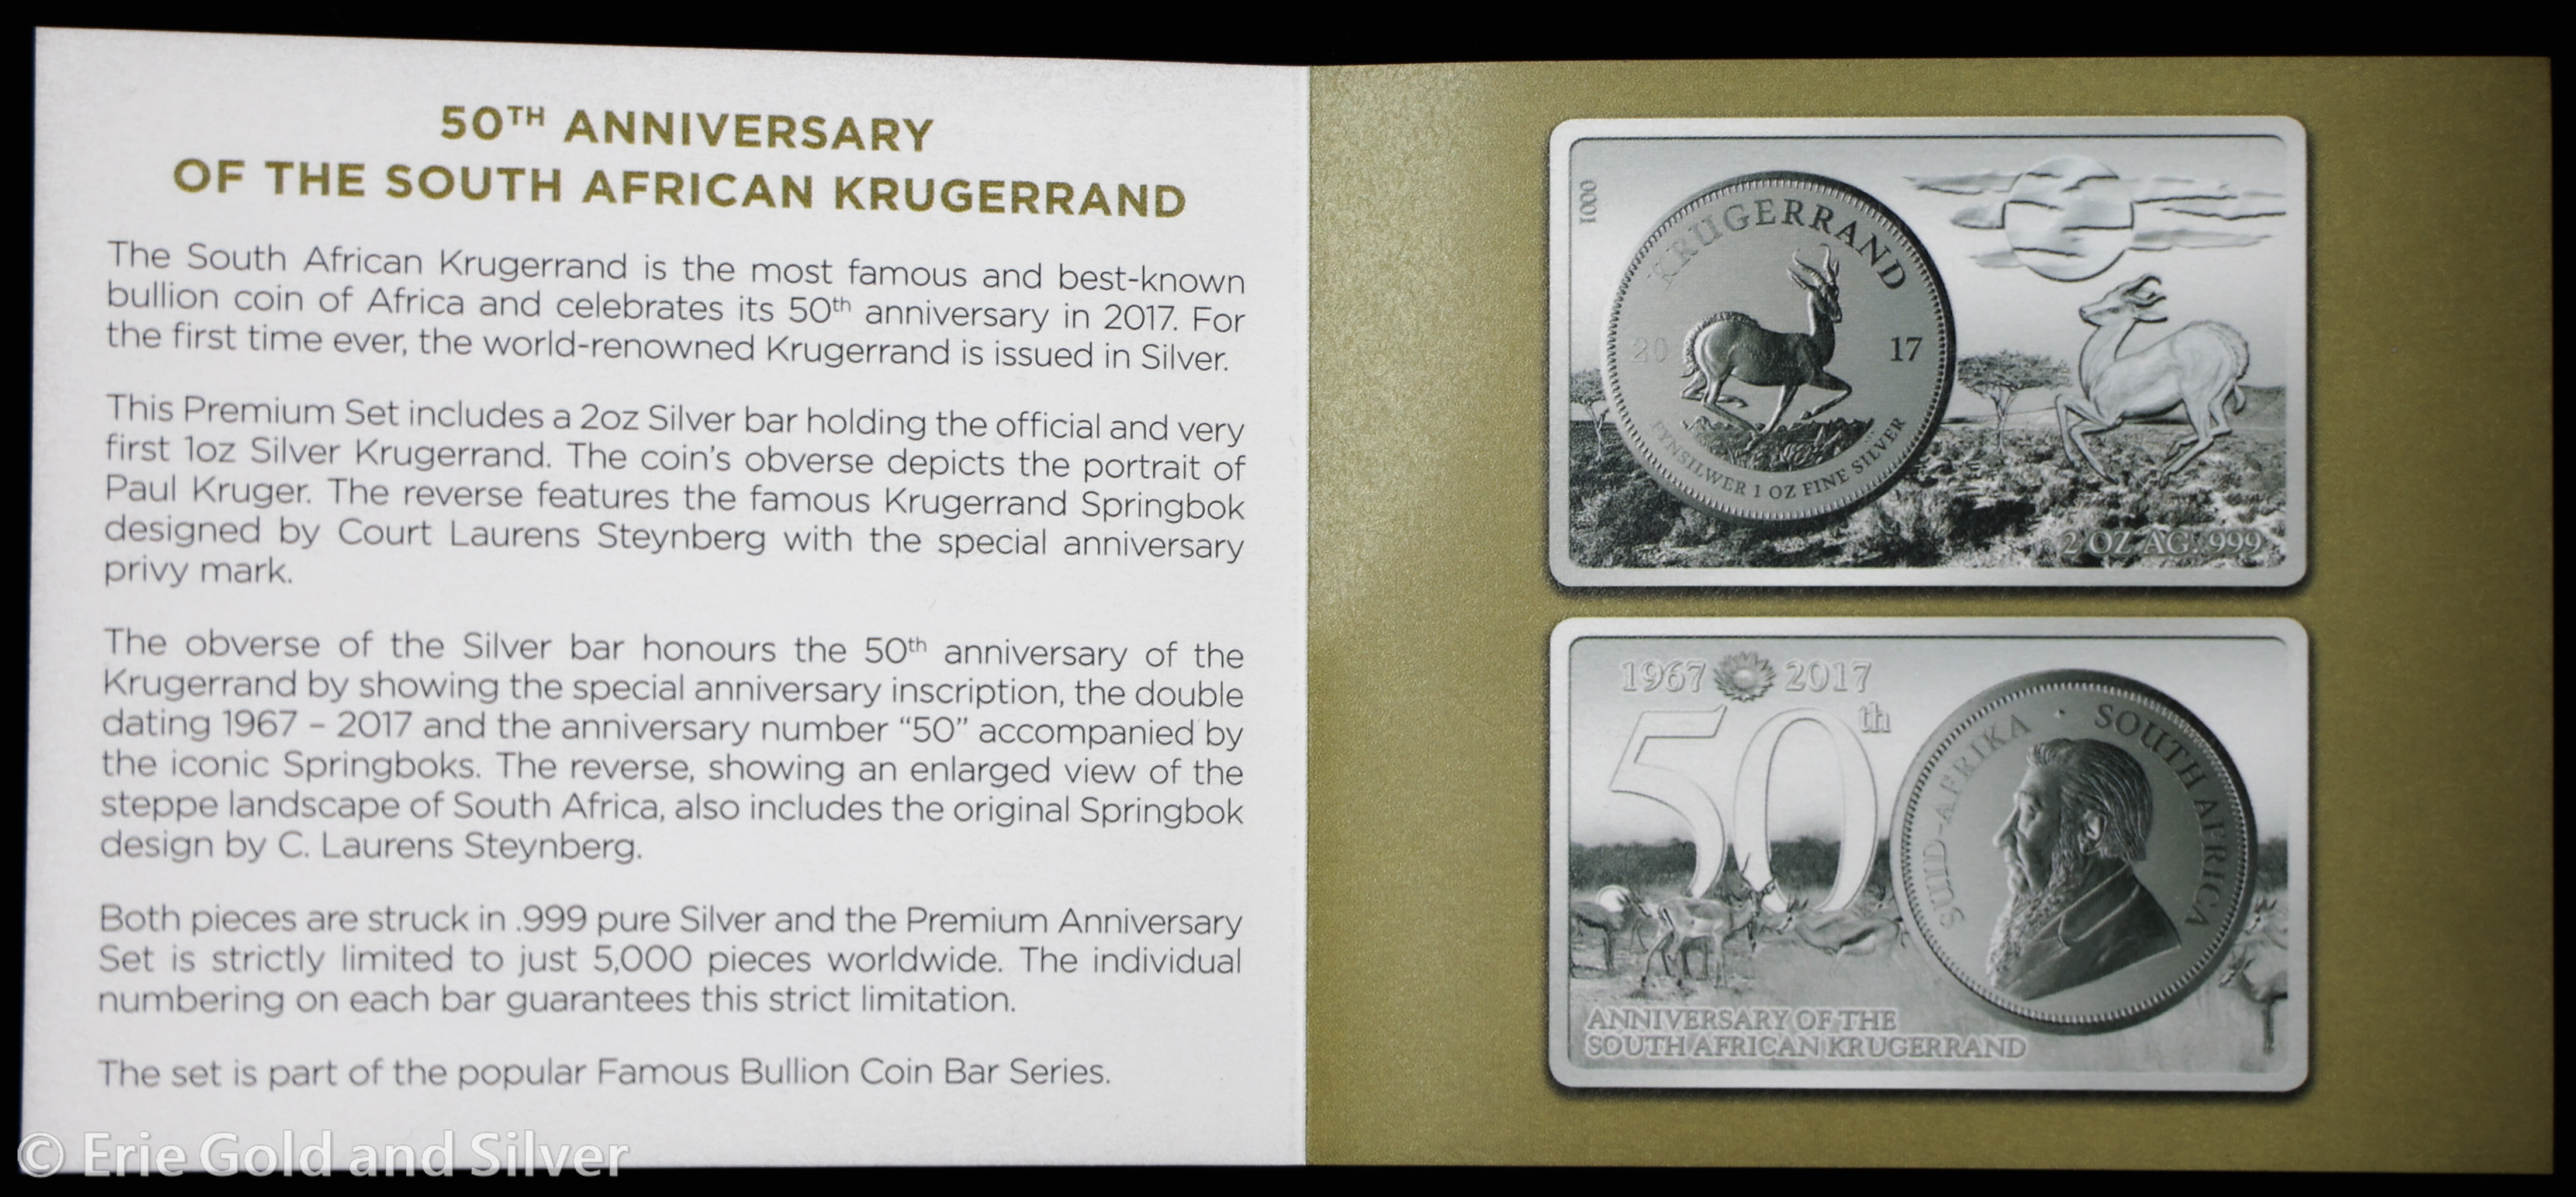 50TH ANNIVERSARY
OF THE SOUTH AFRICAN KRUGERRAND
The South African Krugerrand is the most famous and best-known
bullion coin of Africa and celebrates its 50th anniversary in 2017. For
the first time ever, the world-renowned Krugerrand is issued in Silver.
This Premium Set includes a 2oz Silver bar holding the official and very
first 1oz Silver Krugerrand. The coin's obverse depicts the portrait of
Paul Kruger. The reverse features the famous Krugerrand Springbok
designed by Court Laurens Steynberg with the special anniversary
privy mark.
The obverse of the Silver bar honours the 50th anniversary of the
Krugerrand by showing the special anniversary inscription, the double
dating 1967 – 2017 and the anniversary number “50” accompanied by
the iconic Springboks. The reverse, showing an enlarged view of the
steppe landscape of South Africa, also includes the original Springbok
design by C. Laurens Steynberg.
Both pieces are struck in .999 pure Silver and the Premium Anniversary
Set is strictly limited to just 5,000 pieces worldwide. The individual
numbering on each bar guarantees this strict limitation.
The set is part of the popular Famous Bullion Coin Bar Series.
© Erie Gold and Silver
0001
KRUGERRAND
20 17
FYNSILWER 1 OZ FINE SILVER
2 OZ AG. 999
1967 2017
50th
SUID-AFRIKA · SOUTH AFRICA
ANNIVERSARY OF THE
SOUTH AFRICAN KRUGERRAND